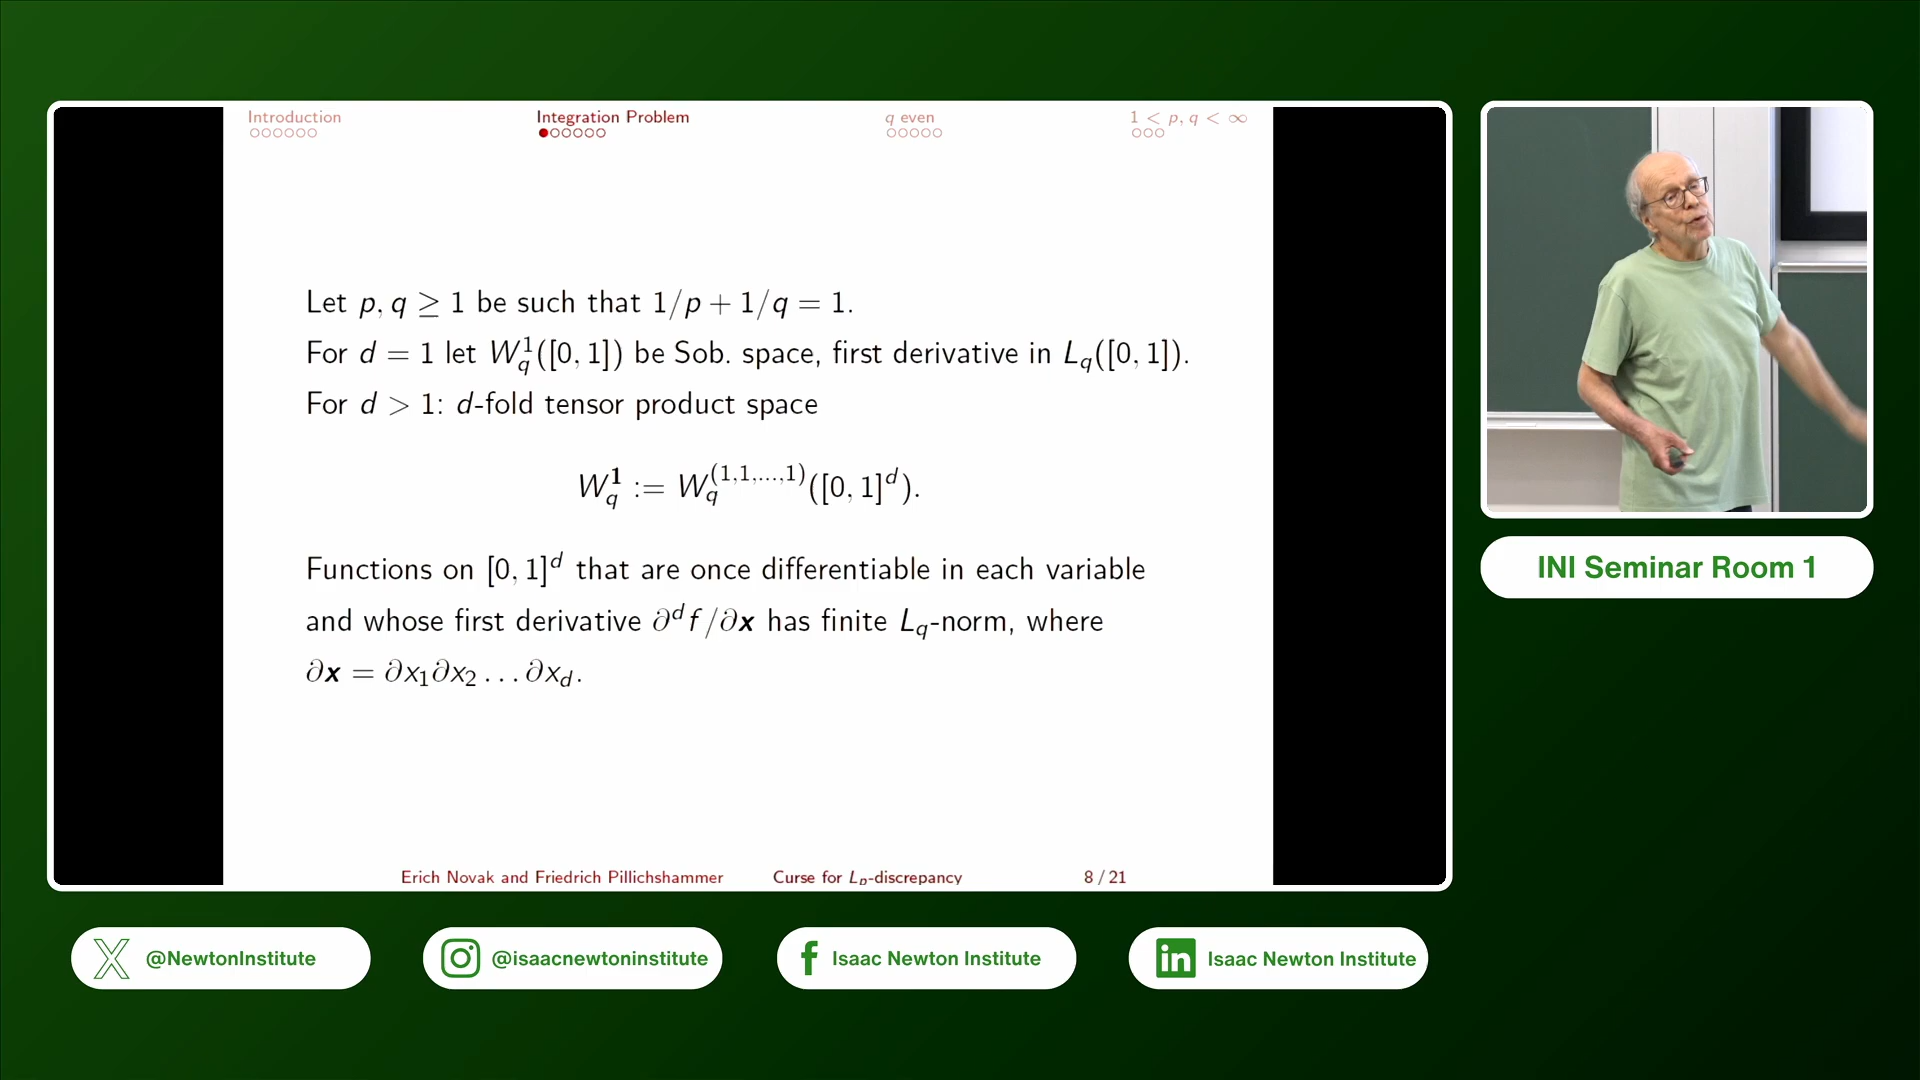 Introduction
Integration Problem
q even
1 < p, q < ∞
Let p, q ≥ 1 be such that 1/p + 1/q = 1.
For d = 1 let W_q^1([0, 1]) be Sob. space, first derivative in L_q([0, 1]).
For d > 1: d-fold tensor product space
W_q^𝟏 := W_q^{(1,1,...,1)}([0, 1]^d).
Functions on [0, 1]^d that are once differentiable in each variable
and whose first derivative ∂^d f/∂𝒙 has finite L_q-norm, where
∂𝒙 = ∂x_1∂x_2 . . . ∂x_d.
Erich Novak and Friedrich Pillichshammer
Curse for L_p-discrepancy
8 / 21
INI Seminar Room 1
@NewtonInstitute
@isaacnewtoninstitute
Isaac Newton Institute
Isaac Newton Institute